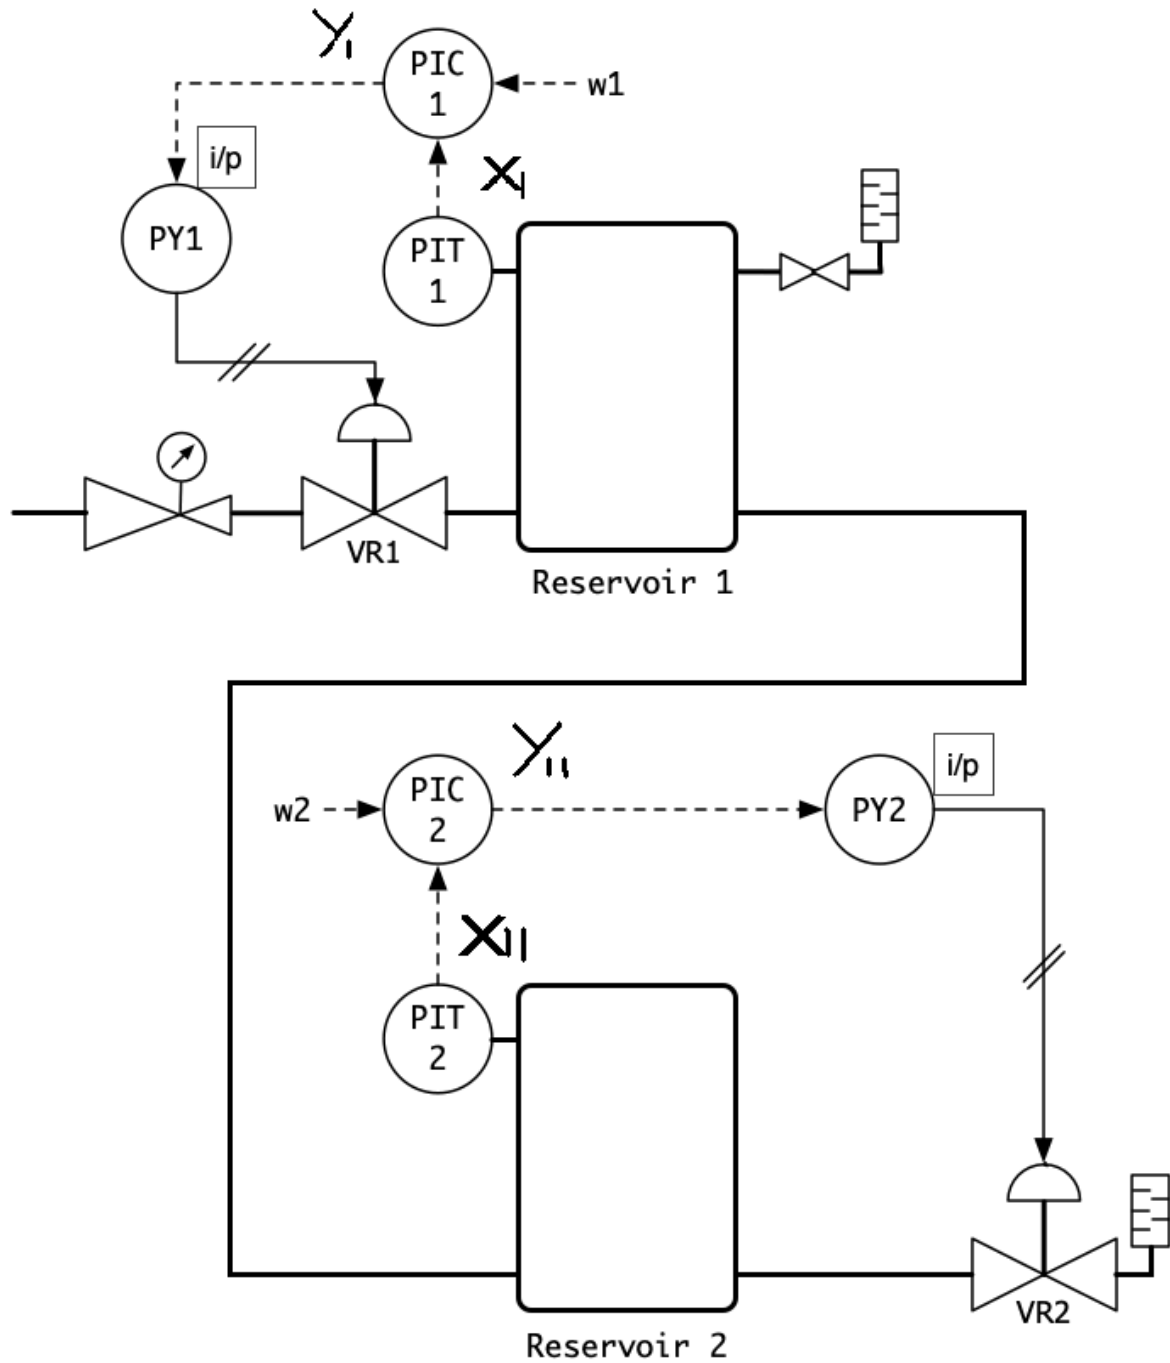 Y₁
PIC
1
w1
i/p
X₁
PY1
PIT
1
VR1
Reservoir 1
Y₁₁
PIC
2
w2
i/p
PY2
X₁₁
PIT
2
VR2
Reservoir 2